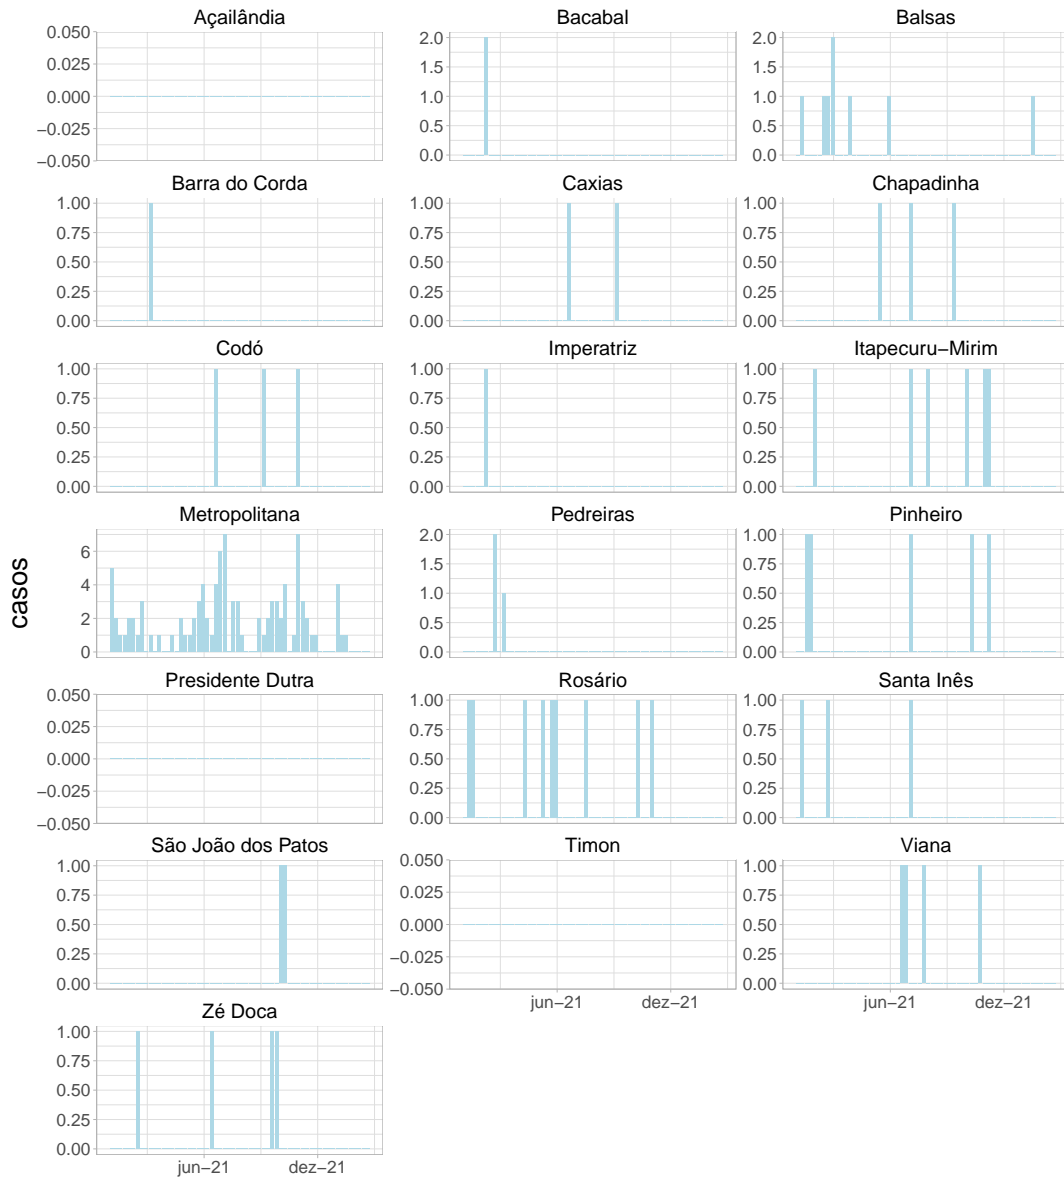 Açailândia Bacabal Balsas
0.050 2.0 2.0
0.025 1.5 1.5
0.000 1.0 1.0
−0.025 0.5 0.5
−0.050 0.0 0.0
Barra do Corda Caxias Chapadinha
1.00 1.00 1.00
0.75 0.75 0.75
0.50 0.50 0.50
0.25 0.25 0.25
0.00 0.00 0.00
Codó Imperatriz Itapecuru−Mirim
1.00 1.00 1.00
0.75 0.75 0.75
0.50 0.50 0.50
0.25 0.25 0.25
0.00 0.00 0.00
casos
Metropolitana Pedreiras Pinheiro
6 2.0 1.00
4 1.5 0.75
2 1.0 0.50
0 0.5 0.25
0.0 0.00
Presidente Dutra Rosário Santa Inês
0.050 1.00 1.00
0.025 0.75 0.75
0.000 0.50 0.50
−0.025 0.25 0.25
−0.050 0.00 0.00
São João dos Patos Timon Viana
1.00 0.050 1.00
0.75 0.025 0.75
0.50 0.000 0.50
0.25 −0.025 0.25
0.00 −0.050 0.00
jun−21 dez−21 jun−21 dez−21
Zé Doca
1.00
0.75
0.50
0.25
0.00
jun−21 dez−21